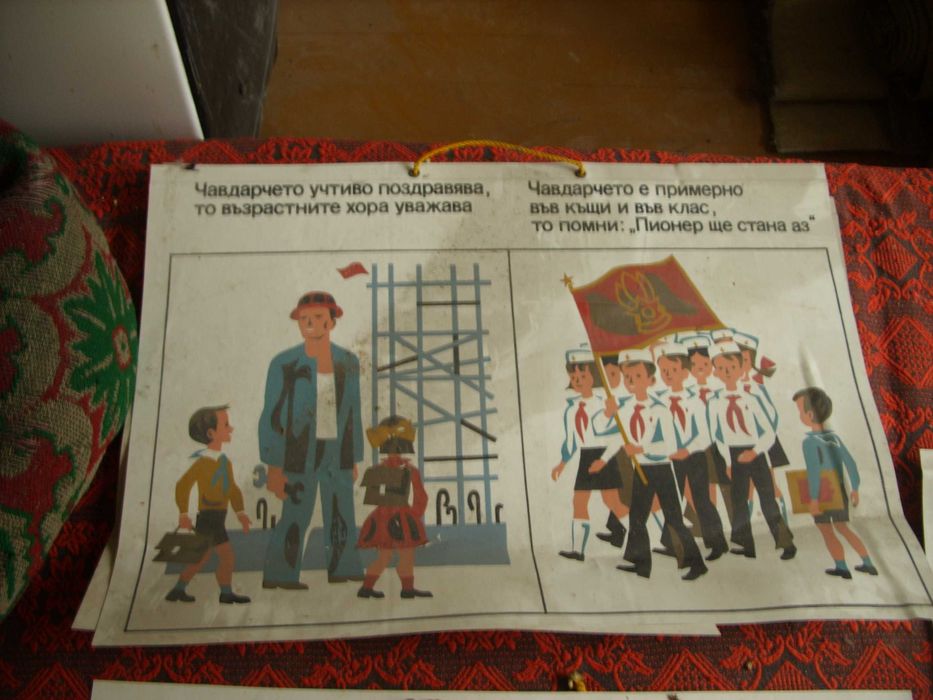 Чавдарчето учтиво поздравява,
то възрастните хора уважава
Чавдарчето е примерно
във къщи и във клас,
то помни: „Пионер ще стана аз“